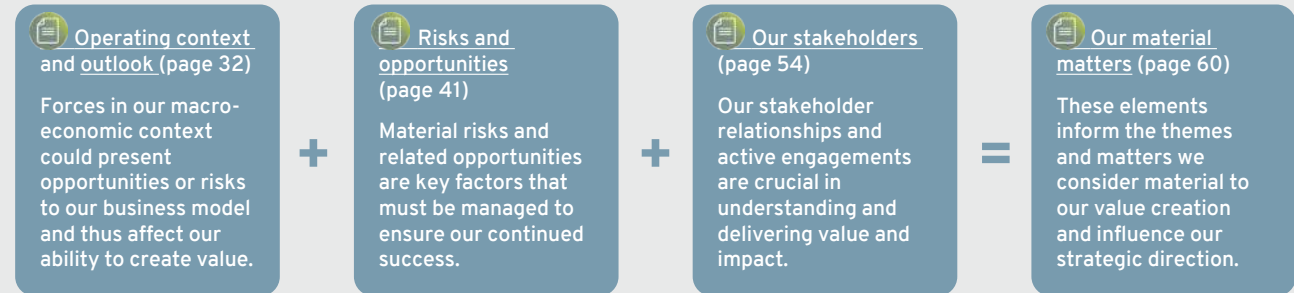 Operating context
and outlook (page 32)
Forces in our macro-
economic context
could present
opportunities or risks
to our business model
and thus affect our
ability to create value.
+
Risks and
opportunities
(page 41)
Material risks and
related opportunities
are key factors that
must be managed to
ensure our continued
success.
+
Our stakeholders
(page 54)
Our stakeholder
relationships and
active engagements
are crucial in
understanding and
delivering value and
impact.
=
Our material
matters (page 60)
These elements
inform the themes
and matters we
consider material to
our value creation
and influence our
strategic direction.